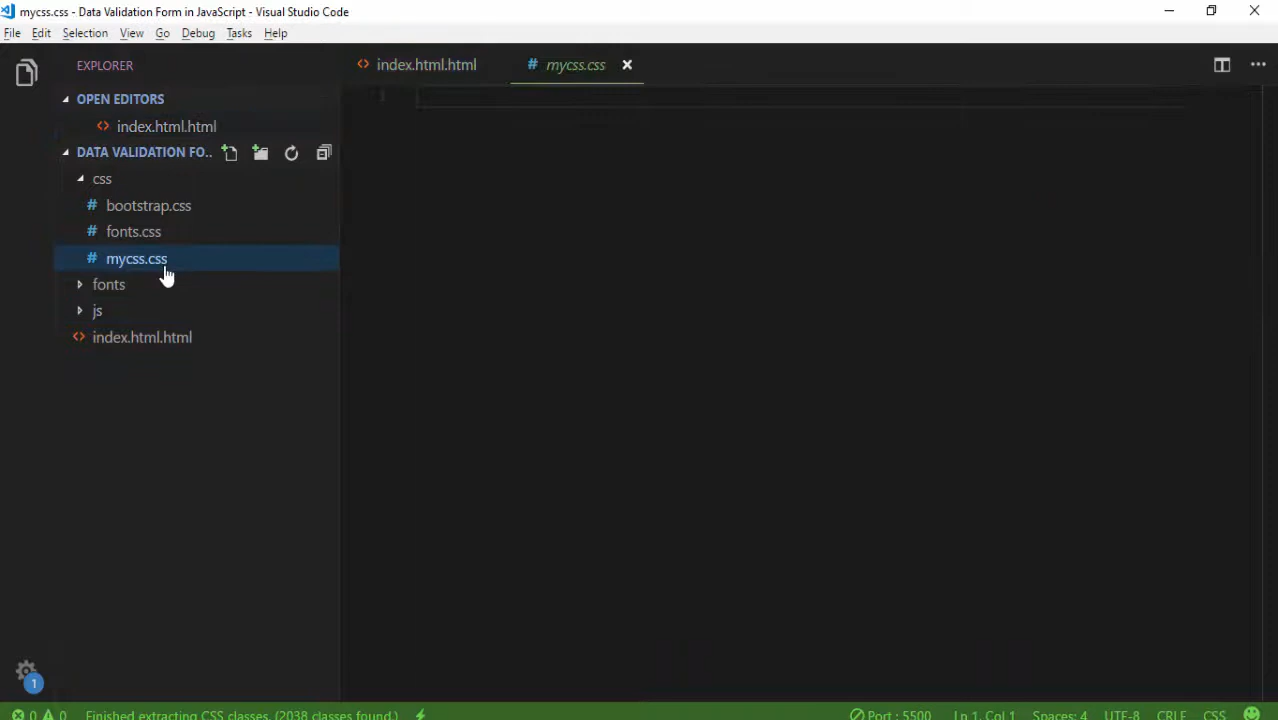 mycss.css - Data Validation Form in JavaScript - Visual Studio Code
File Edit Selection View Go Debug Tasks Help
EXPLORER
index.html.html
mycss.css
OPEN EDITORS
index.html.html
DATA VALIDATION FO..
css
bootstrap.css
fonts.css
mycss.css
fonts
js
index.html.html
1
0 0 Finished extracting CSS classes. (2038 classes found.) Port : 5500 Ln 1, Col 1 Spaces: 4 UTF-8 CRLF CSS